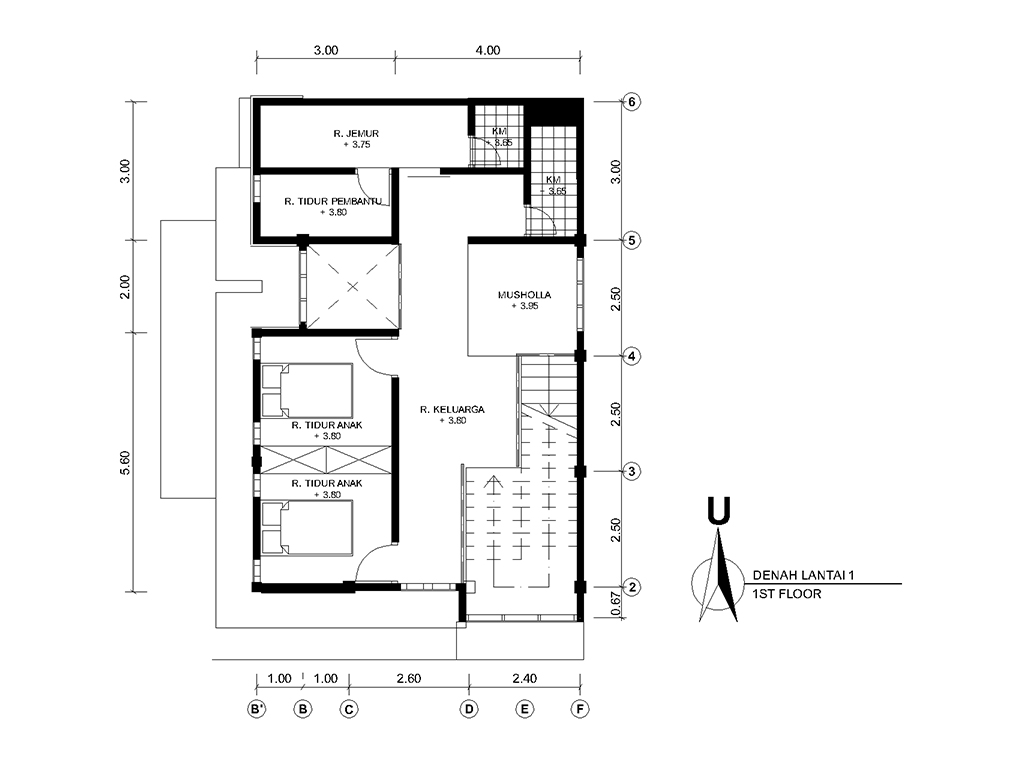 3.00 4.00
6
R. JEMUR
+ 3.75
KM
+ 3.65
3.00
3.00
KM
+ 3.65
R. TIDUR PEMBANTU
+ 3.80
5
2.00
2.50
MUSHOLLA
+ 3.95
4
R. KELUARGA
+ 3.80
2.50
R. TIDUR ANAK
+ 3.80
5.60
3
R. TIDUR ANAK
+ 3.80
2.50
U
DENAH LANTAI 1
1ST FLOOR
2
0.67
1.00 1.00 2.60 2.40
B' B C D E F